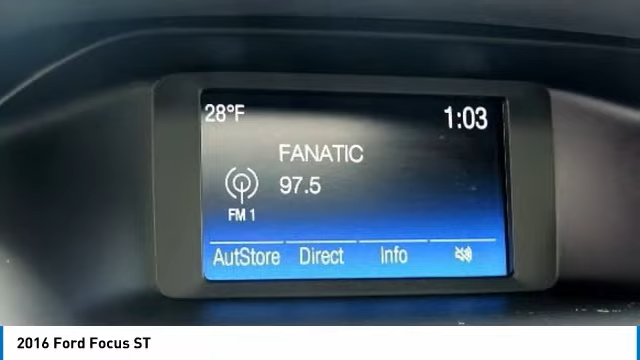 28°F 1:03
FANATIC
97.5
FM 1
AutStore Direct Info
2016 Ford Focus ST